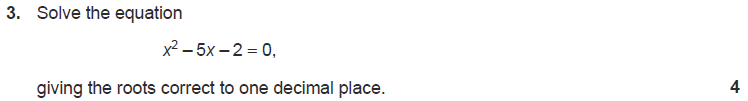 3. Solve the equation
x² – 5x – 2 = 0,
giving the roots correct to one decimal place. 4